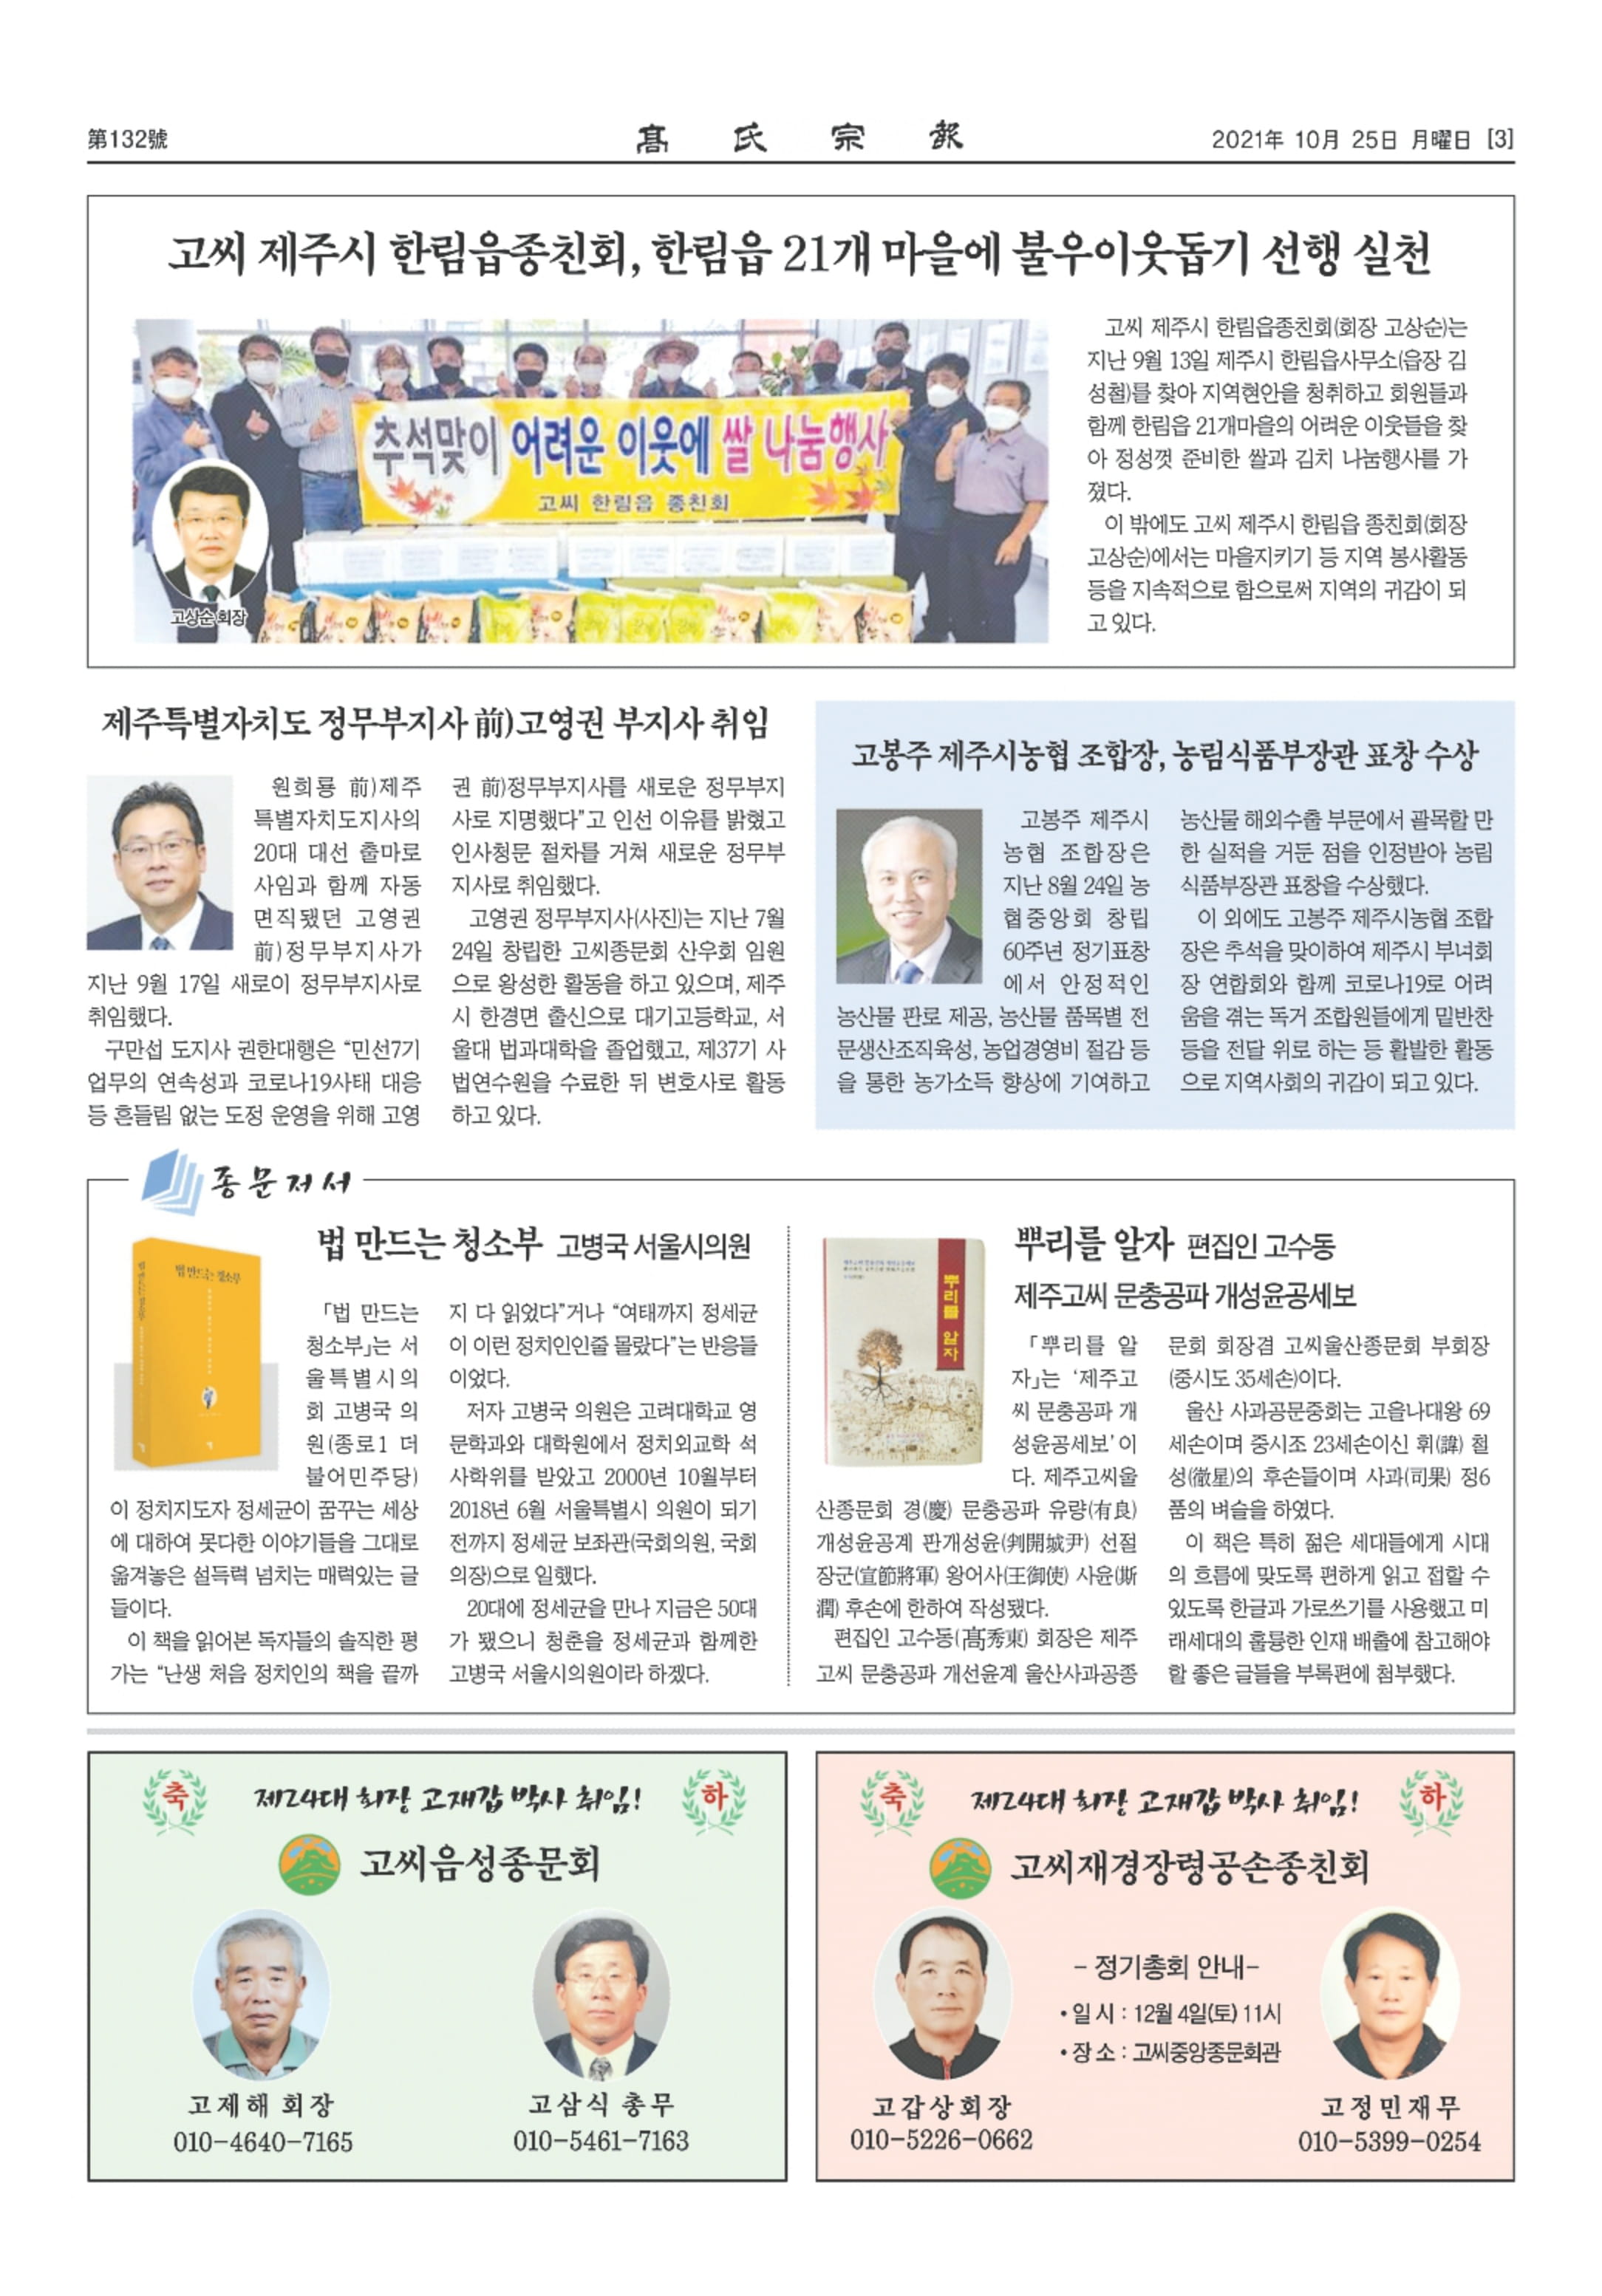 第132號
髙氏宗報
2021年 10月 25日 月曜日 [3]
고씨 제주시 한림읍종친회, 한림읍 21개 마을에 불우이웃돕기 선행 실천
추석맞이 어려운 이웃에 쌀 나눔행사
고씨 한림읍 종친회
고상순 회장
고씨 제주시 한림읍종친회(회장 고상순)는
지난 9월 13일 제주시 한림읍사무소(읍장 김
성철)를 찾아 지역현안을 청취하고 회원들과
함께 한림읍 21개마을의 어려운 이웃들을 찾
아 정성껏 준비한 쌀과 김치 나눔행사를 가
졌다.
이 밖에도 고씨 제주시 한림읍 종친회(회장
고상순)에서는 마을지키기 등 지역 봉사활동
등을 지속적으로 함으로써 지역의 귀감이 되
고 있다.
제주특별자치도 정무부지사 前)고영권 부지사 취임
원희룡 前)제주
특별자치도지사의
20대 대선 출마로
사임과 함께 자동
면직됐던 고영권
前)정무부지사가
지난 9월 17일 새로이 정무부지사로
취임했다.
구만섭 도지사 권한대행은 “민선7기
업무의 연속성과 코로나19사태 대응
등 흔들림 없는 도정 운영을 위해 고영
권 前)정무부지사를 새로운 정무부지
사로 지명했다”고 인선 이유를 밝혔고
인사청문 절차를 거쳐 새로운 정무부
지사로 취임했다.
고영권 정무부지사(사진)는 지난 7월
24일 창립한 고씨종문회 산우회 임원
으로 왕성한 활동을 하고 있으며, 제주
시 한경면 출신으로 대기고등학교, 서
울대 법과대학을 졸업했고, 제37기 사
법연수원을 수료한 뒤 변호사로 활동
하고 있다.
고봉주 제주시농협 조합장, 농림식품부장관 표창 수상
고봉주 제주시
농협 조합장은
지난 8월 24일 농
협중앙회 창립
60주년 정기표창
에서 안정적인
농산물 판로 제공, 농산물 품목별 전
문생산조직육성, 농업경영비 절감 등
을 통한 농가소득 향상에 기여하고
농산물 해외수출 부문에서 괄목할 만
한 실적을 거둔 점을 인정받아 농림
식품부장관 표창을 수상했다.
이 외에도 고봉주 제주시농협 조합
장은 추석을 맞이하여 제주시 부녀회
장 연합회와 함께 코로나19로 어려
움을 겪는 독거 조합원들에게 밑반찬
등을 전달 위로 하는 등 활발한 활동
으로 지역사회의 귀감이 되고 있다.
종문저서
법 만드는 청소부 고병국 서울시의원
법 만드는 청소부
법 만드는 청소부
「법 만드는
청소부」는 서
울특별시의
회 고병국 의
원(종로1 더
불어민주당)
이 정치지도자 정세균이 꿈꾸는 세상
에 대하여 못다한 이야기들을 그대로
옮겨놓은 설득력 넘치는 매력있는 글
들이다.
이 책을 읽어본 독자들의 솔직한 평
가는 “난생 처음 정치인의 책을 끝까
지 다 읽었다”거나 “여태까지 정세균
이 이런 정치인인줄 몰랐다”는 반응들
이었다.
저자 고병국 의원은 고려대학교 영
문학과와 대학원에서 정치외교학 석
사학위를 받았고 2000년 10월부터
2018년 6월 서울특별시 의원이 되기
전까지 정세균 보좌관(국회의원, 국회
의장)으로 일했다.
20대에 정세균을 만나 지금은 50대
가 됐으니 청춘을 정세균과 함께한
고병국 서울시의원이라 하겠다.
뿌리를 알자 편집인 고수동
제주고씨 문충공파 개성윤공세보
뿌리를 알자
「뿌리를 알
자」는 ‘제주고
씨 문충공파 개
성윤공세보’이
다. 제주고씨울
산종문회 경(慶) 문충공파 유량(有良)
개성윤공계 판개성윤(判開城尹) 선절
장군(宣節將軍) 왕어사(王御使) 사윤(斯
潤) 후손에 한하여 작성됐다.
편집인 고수동(髙秀東) 회장은 제주
고씨 문충공파 개선윤계 울산사과공종
문회 회장겸 고씨울산종문회 부회장
(중시도 35세손)이다.
울산 사과공문중회는 고을나대왕 69
세손이며 중시조 23세손이신 휘(諱) 철
성(徹星)의 후손들이며 사과(司果) 정6
품의 벼슬을 하였다.
이 책은 특히 젊은 세대들에게 시대
의 흐름에 맞도록 편하게 읽고 접할 수
있도록 한글과 가로쓰기를 사용했고 미
래세대의 훌륭한 인재 배출에 참고해야
할 좋은 글들을 부록편에 첨부했다.
축 제24대 회장 고재갑 박사 취임! 하
고씨음성종문회
고제해 회장
010-4640-7165
고삼식 총무
010-5461-7163
축 제24대 회장 고재갑 박사 취임! 하
고씨재경장령공손종친회
- 정기총회 안내-
• 일 시 : 12월 4일(토) 11시
• 장 소 : 고씨중앙종문회관
고갑상회장
010-5226-0662
고정민재무
010-5399-0254